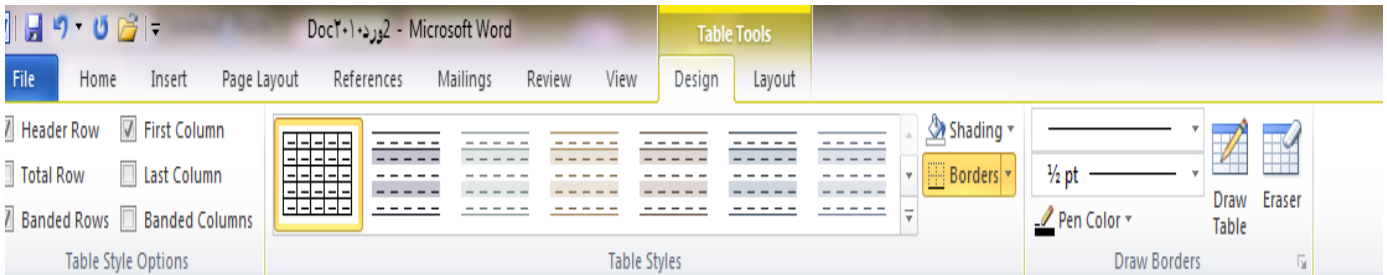 Doc۲۰۱۰ورد2 - Microsoft Word
Table Tools
File Home Insert Page Layout References Mailings Review View Design Layout
Header Row First Column
Total Row Last Column
Banded Rows Banded Columns
Table Style Options
Shading
Borders
Table Styles
½ pt
Pen Color
Draw Table
Eraser
Draw Borders